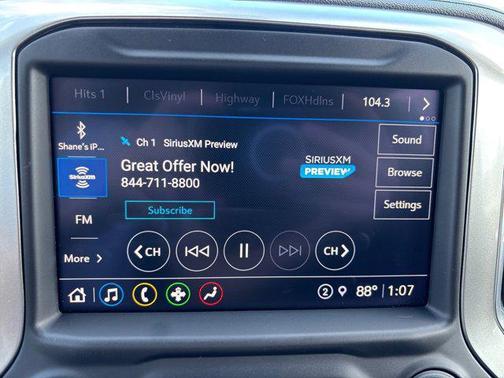 Hits 1 ClsVinyl Highway FOXHdlns 104.3
Shane's iP...
Ch 1 SiriusXM Preview
Great Offer Now!
844-711-8800
Subscribe
SIRIUSXM
PREVIEW
Sound
Browse
Settings
SiriusXM
FM
More
CH CH
2 88° 1:07